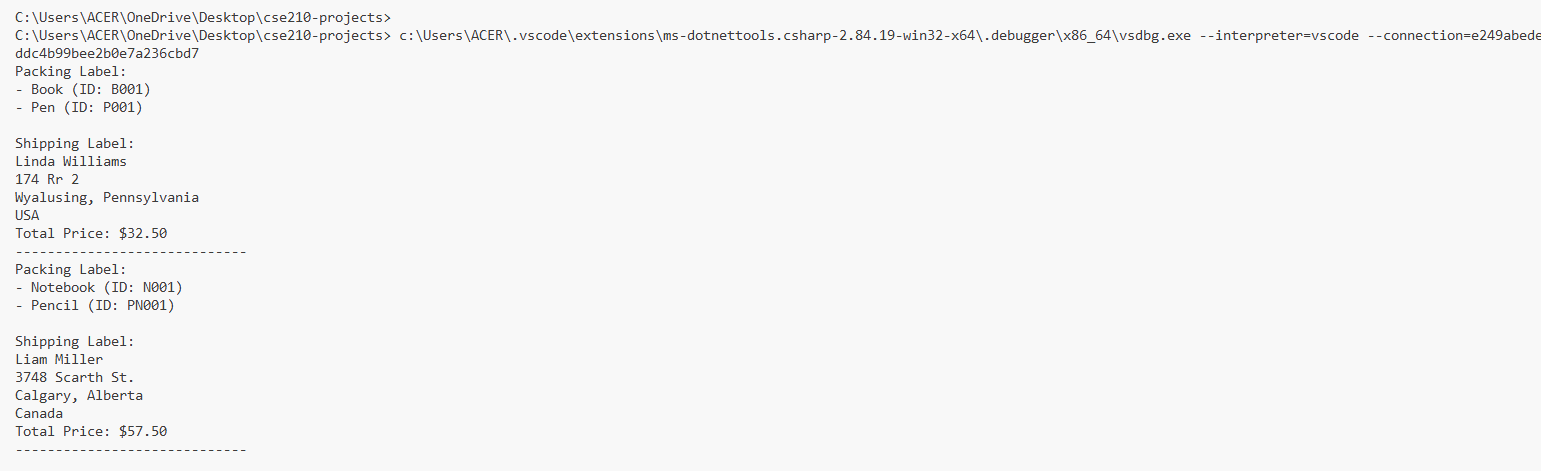 C:\Users\ACER\OneDrive\Desktop\cse210-projects>
C:\Users\ACER\OneDrive\Desktop\cse210-projects> c:\Users\ACER\.vscode\extensions\ms-dotnettools.csharp-2.84.19-win32-x64\.debugger\x86_64\vsdbg.exe --interpreter=vscode --connection=e249abede
ddc4b99bee2b0e7a236cbd7
Packing Label:
- Book (ID: B001)
- Pen (ID: P001)
Shipping Label:
Linda Williams
174 Rr 2
Wyalusing, Pennsylvania
USA
Total Price: $32.50
-----------------------------
Packing Label:
- Notebook (ID: N001)
- Pencil (ID: PN001)
Shipping Label:
Liam Miller
3748 Scarth St.
Calgary, Alberta
Canada
Total Price: $57.50
-----------------------------